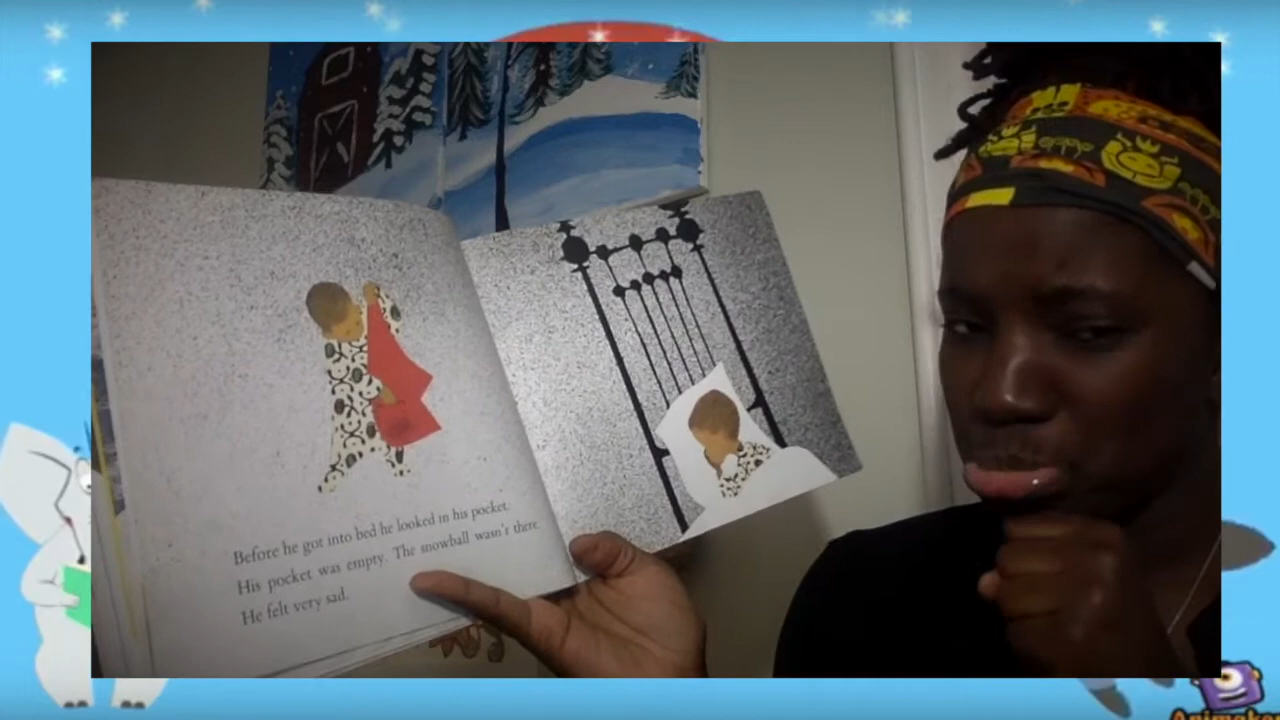 Before he got into bed he looked in his pocket.
His pocket was empty. The snowball wasn't there.
He felt very sad.
Animaker